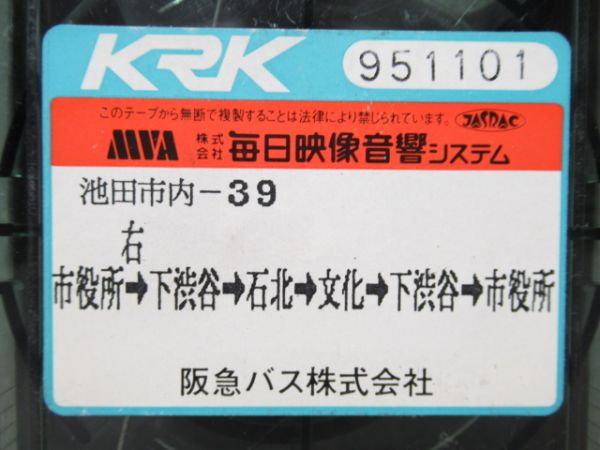 KRK 951101
このテープから無断で複製することは法律により禁じられています。 JASRAC
MVA 株式会社 毎日映像音響システム
池田市内-39
右
市役所➡下渋谷➡石北➡文化➡下渋谷➡市役所
阪急バス株式会社